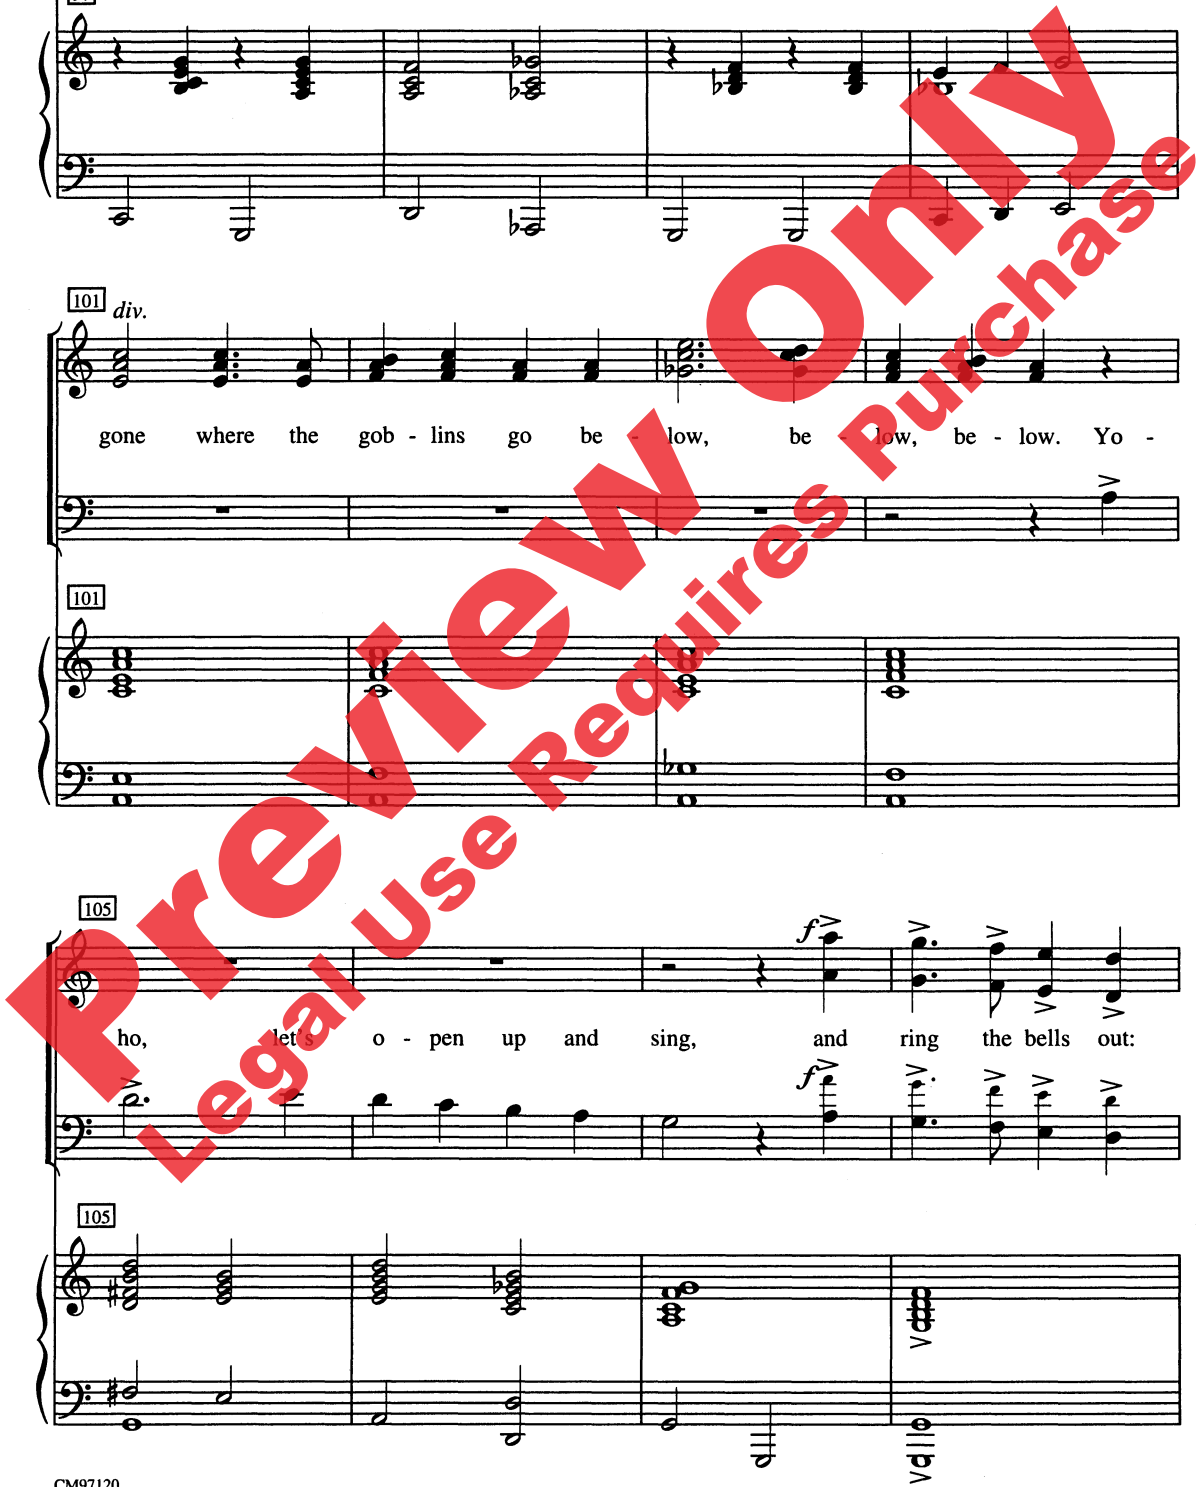 101 div.
gone where the gob - lins go be - low, be - low, be - low. Yo -
101
105
f
ho, let's o - pen up and sing, and ring the bells out:
f
105
CM97120
Preview Only
Legal Use Requires Purchase